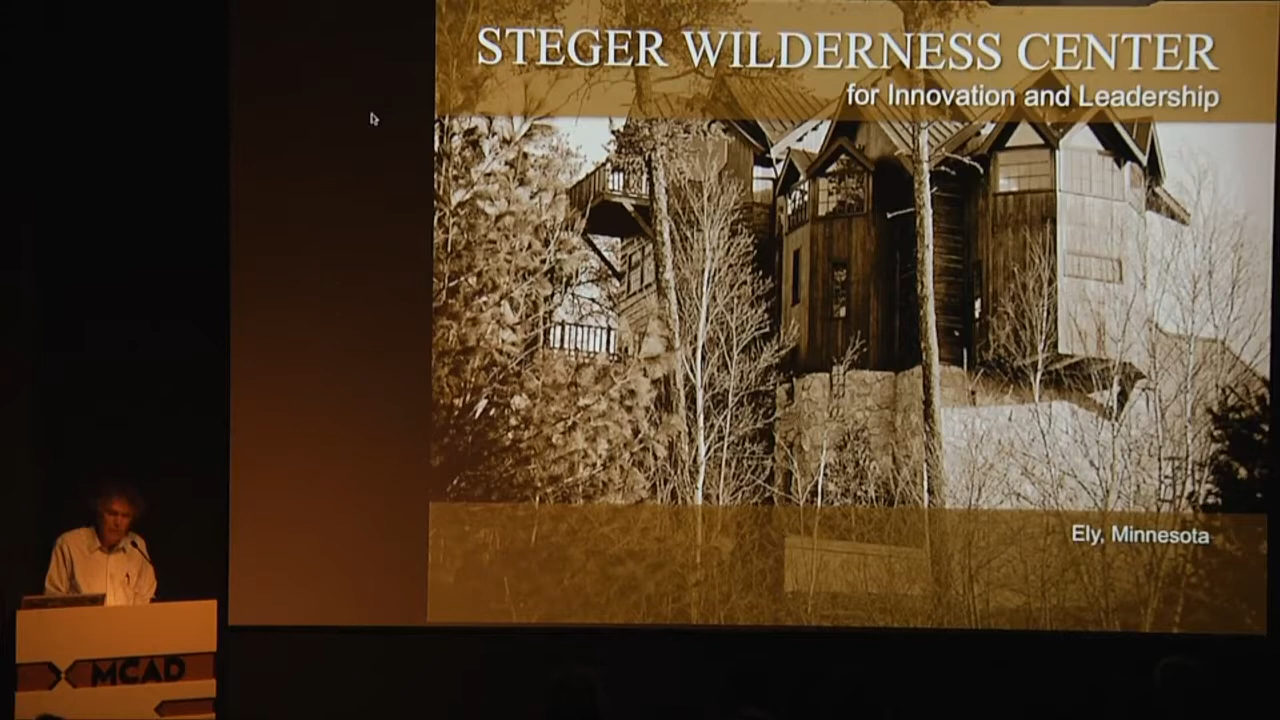 STEGER WILDERNESS CENTER
for Innovation and Leadership
Ely, Minnesota
MCAD